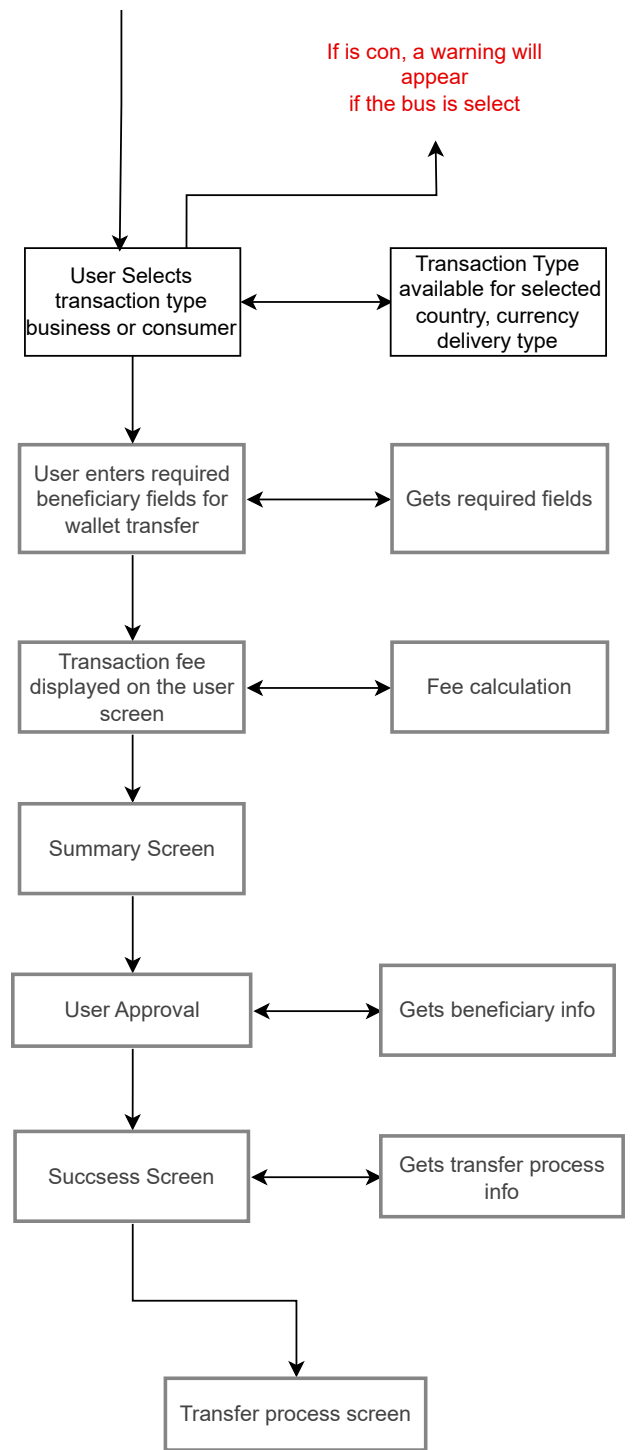 If is con, a warning will
appear
if the bus is select
User Selects
transaction type
business or consumer
Transaction Type
available for selected
country, currency
delivery type
User enters required
beneficiary fields for
wallet transfer
Gets required fields
Transaction fee
displayed on the user
screen
Fee calculation
Summary Screen
User Approval
Gets beneficiary info
Succsess Screen
Gets transfer process
info
Transfer process screen